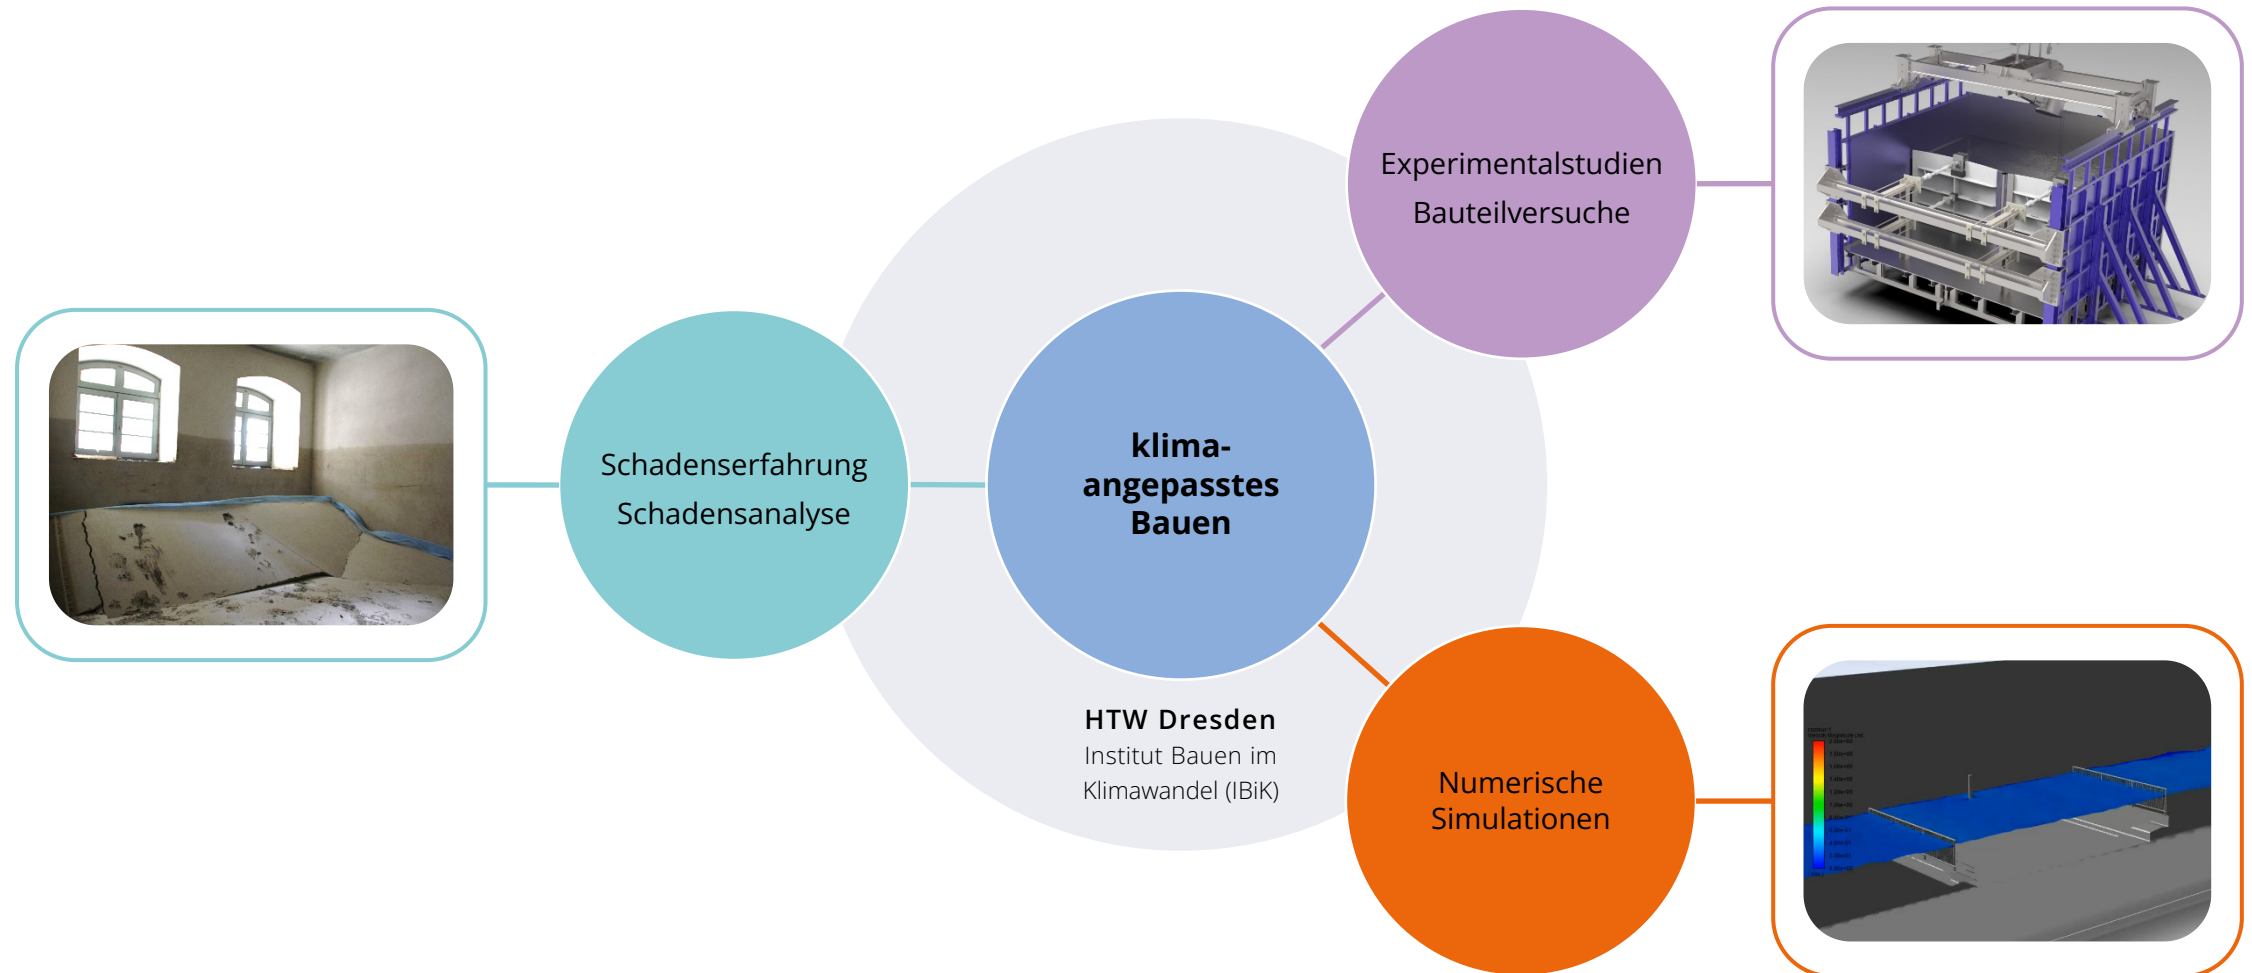 Experimentalstudien
Bauteilversuche
Schadenserfahrung
Schadensanalyse
klima-
angepasstes
Bauen
HTW Dresden
Institut Bauen im
Klimawandel (IBiK)
Numerische
Simulationen